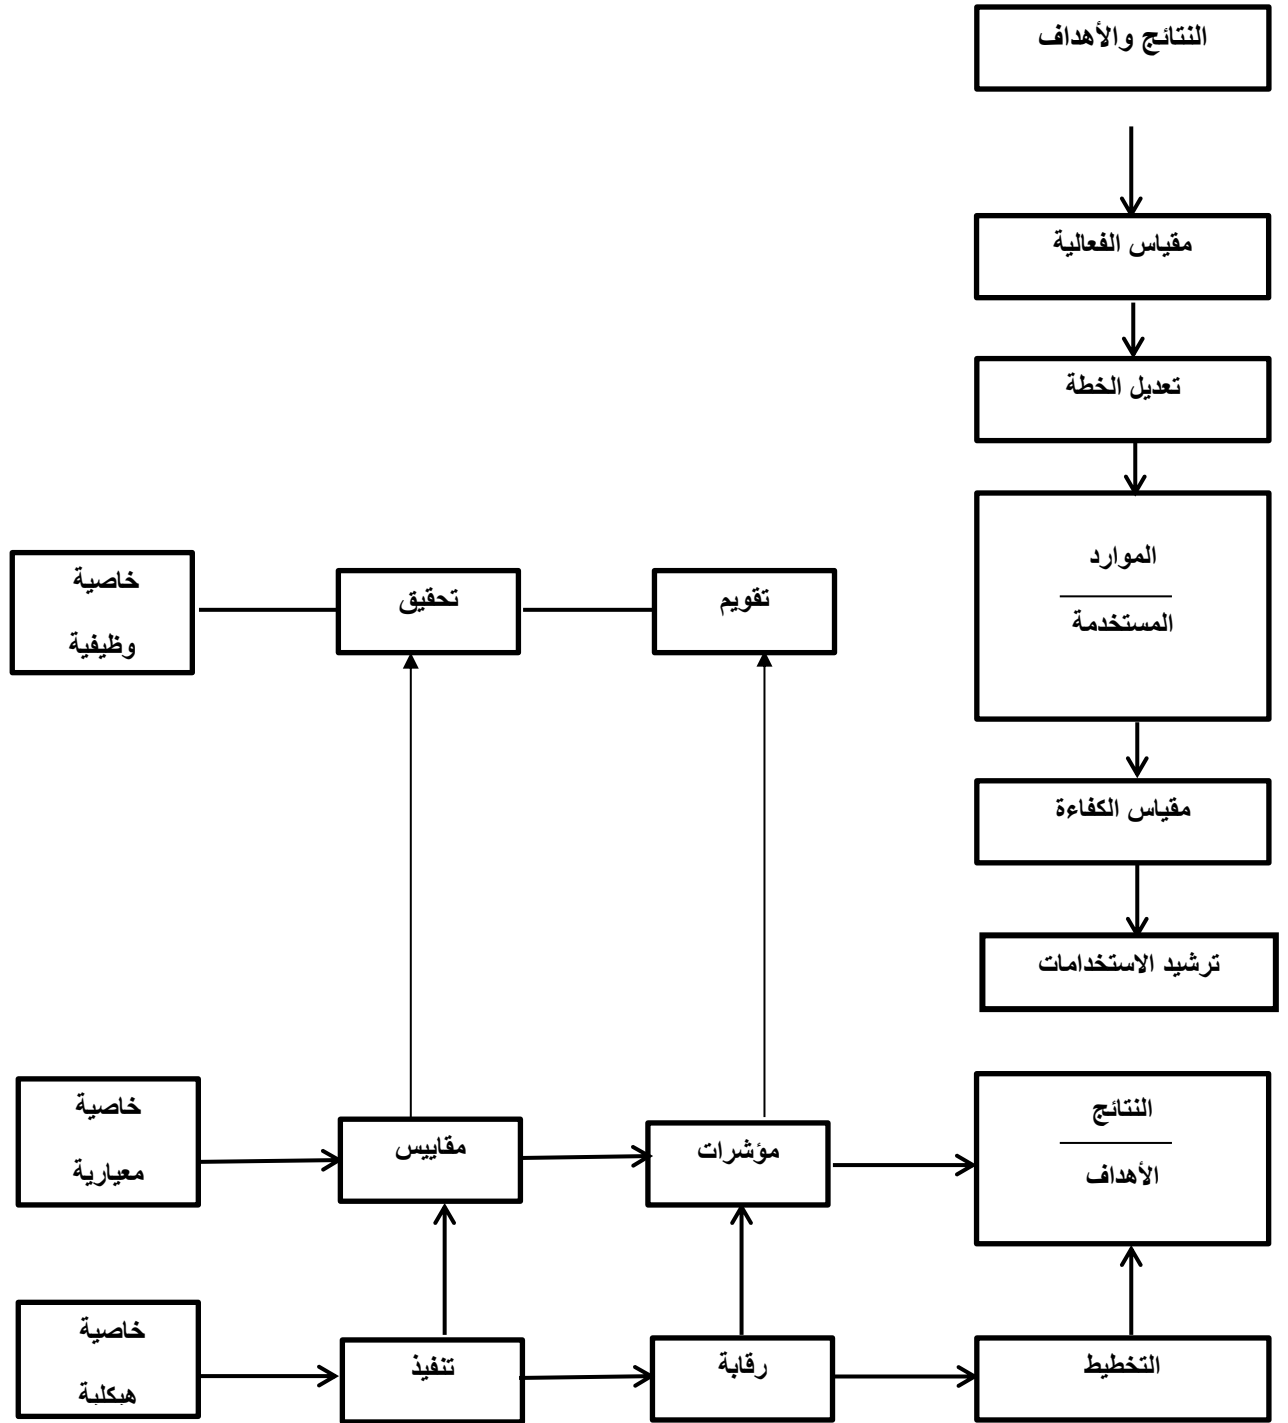 النتائج والأهداف
مقياس الفعالية
تعديل الخطة
الموارد
المستخدمة
تقويم
تحقيق
خاصية
وظيفية
مقياس الكفاءة
ترشيد الاستخدامات
النتائج
الأهداف
مؤشرات
مقاييس
خاصية
معيارية
التخطيط
رقابة
تنفيذ
خاصية
هيكلية